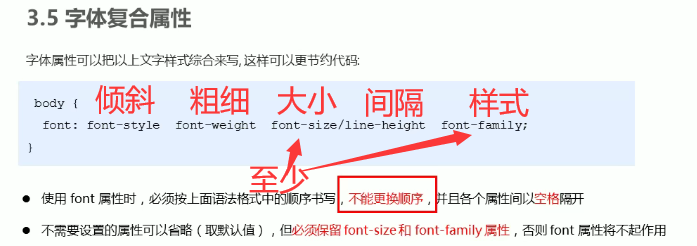 3.5 字体复合属性
字体属性可以把以上文字样式综合来写, 这样可以更节约代码:
倾斜 粗细 大小 间隔 样式
body {
font: font-style font-weight font-size/line-height font-family;
}
至少
● 使用 font 属性时，必须按上面语法格式中的顺序书写，不能更换顺序，并且各个属性间以空格隔开
● 不需要设置的属性可以省略（取默认值），但必须保留 font-size 和 font-family 属性，否则 font 属性将不起作用